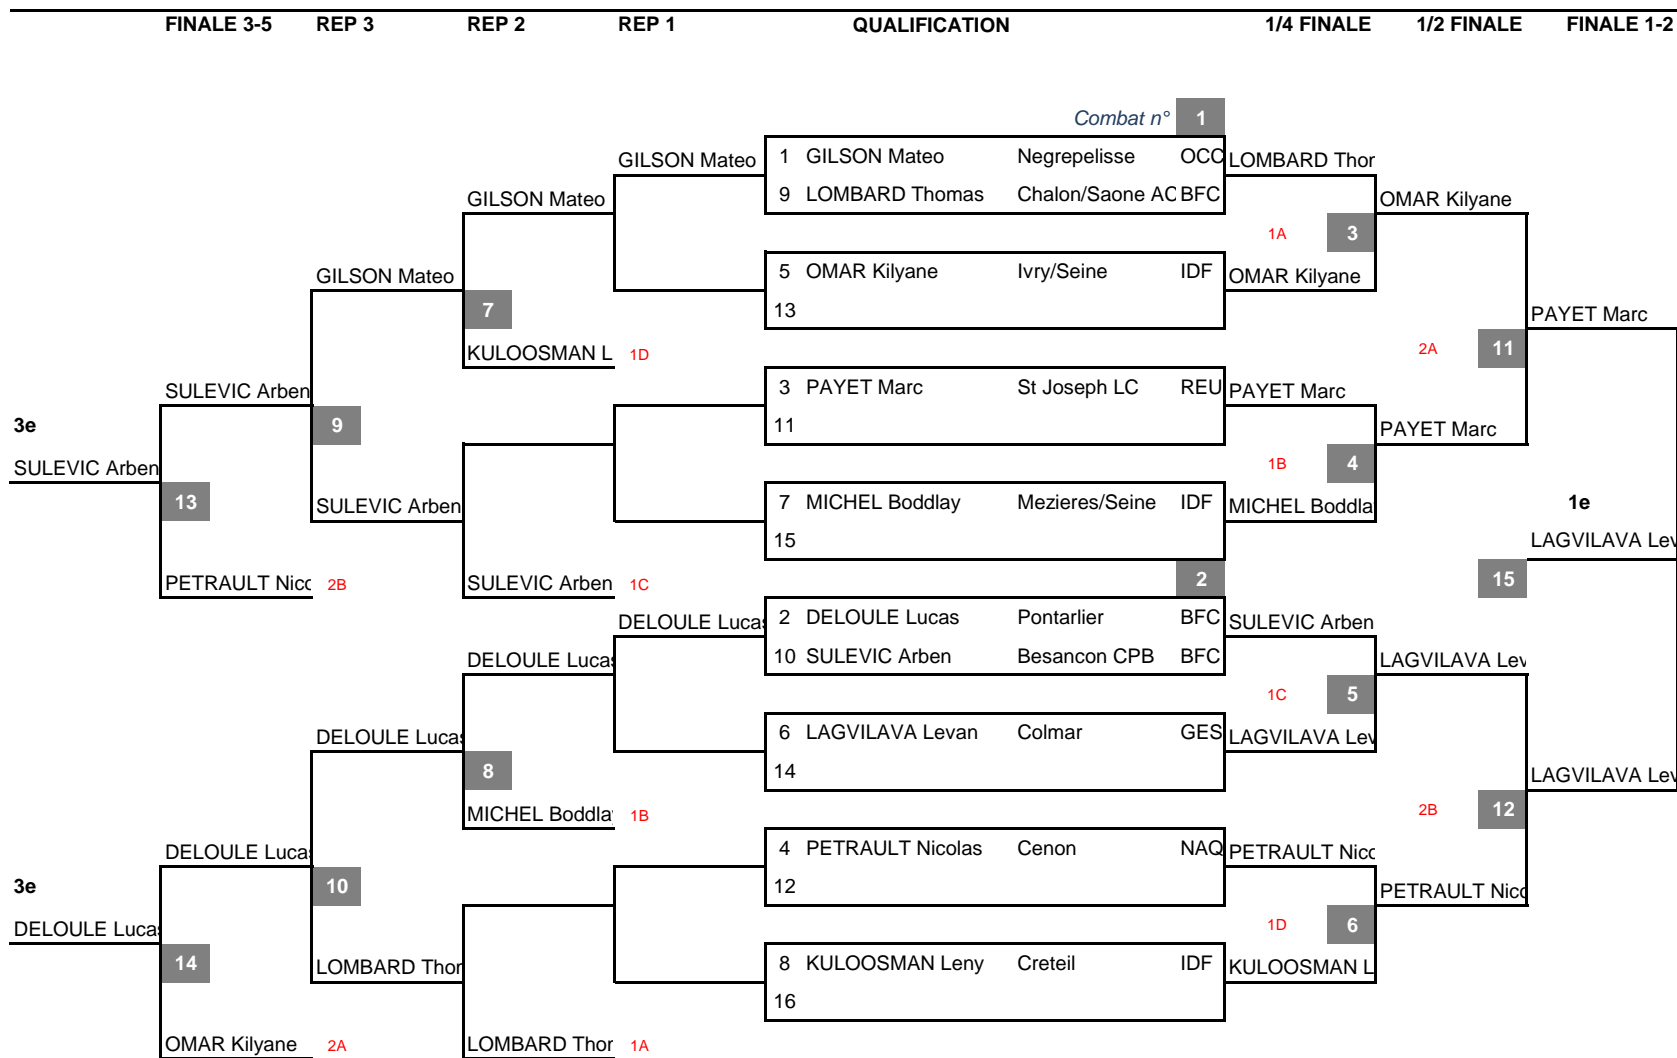 FINALE 3-5 REP 3 REP 2 REP 1 QUALIFICATION 1/4 FINALE 1/2 FINALE FINALE 1-2
Combat n° 1
GILSON Mateo 1 GILSON Mateo Negrepelisse OCC LOMBARD Thor
GILSON Mateo 9 LOMBARD Thomas Chalon/Saone AC BFC OMAR Kilyane
1A 3
GILSON Mateo 5 OMAR Kilyane Ivry/Seine IDF OMAR Kilyane
7 13 PAYET Marc
KULOOSMAN L 1D 2A 11
SULEVIC Arben 3 PAYET Marc St Joseph LC REU PAYET Marc
3e 9 11 PAYET Marc
SULEVIC Arben 1B 4
13 SULEVIC Arben 7 MICHEL Boddlay Mezieres/Seine IDF MICHEL Boddla 1e
15 LAGVILAVA Lev
PETRAULT Nicc 2B SULEVIC Arben 1C 2 15
DELOULE Lucas 2 DELOULE Lucas Pontarlier BFC SULEVIC Arben
DELOULE Lucas 10 SULEVIC Arben Besancon CPB BFC LAGVILAVA Lev
1C 5
DELOULE Lucas 6 LAGVILAVA Levan Colmar GES LAGVILAVA Lev
8 14 LAGVILAVA Lev
MICHEL Boddla 1B 2B 12
DELOULE Lucas 4 PETRAULT Nicolas Cenon NAQ PETRAULT Nicc
3e 10 12 PETRAULT Nicc
DELOULE Lucas 1D 6
14 LOMBARD Thor 8 KULOOSMAN Leny Creteil IDF KULOOSMAN L
16
OMAR Kilyane 2A LOMBARD Thor 1A